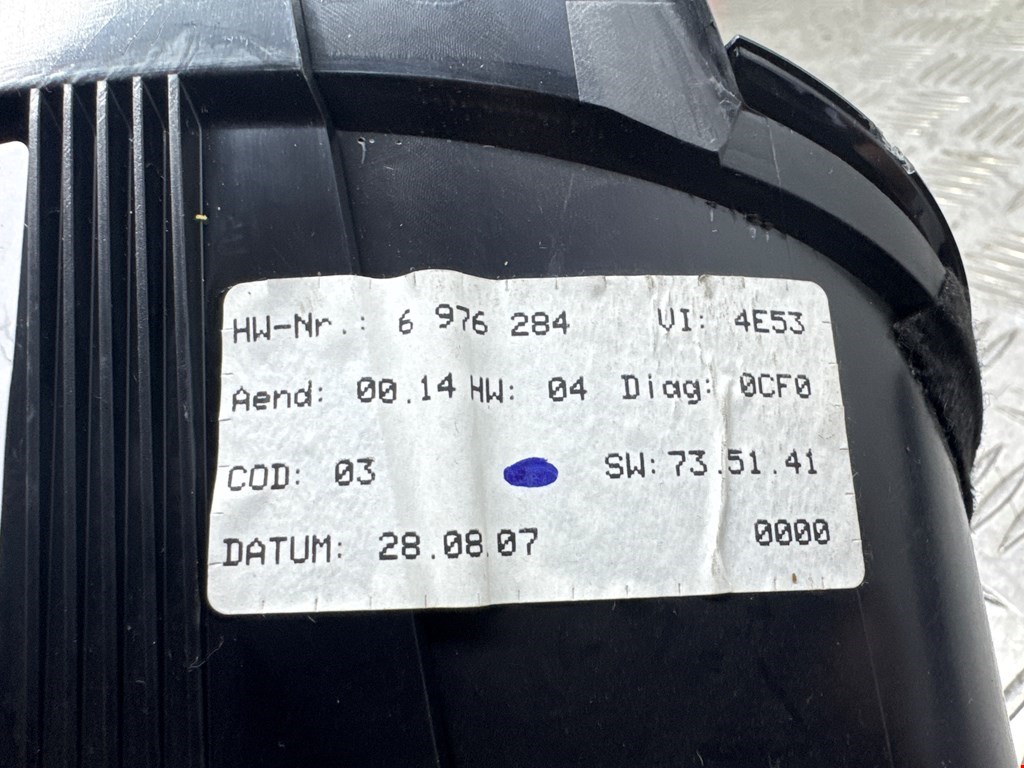 HW-Nr.: 6 976 284 VI: 4E53
Aend: 00.14 HW: 04 Diag: 0CF0
COD: 03 SW: 73.51.41
DATUM: 28.08.07 0000